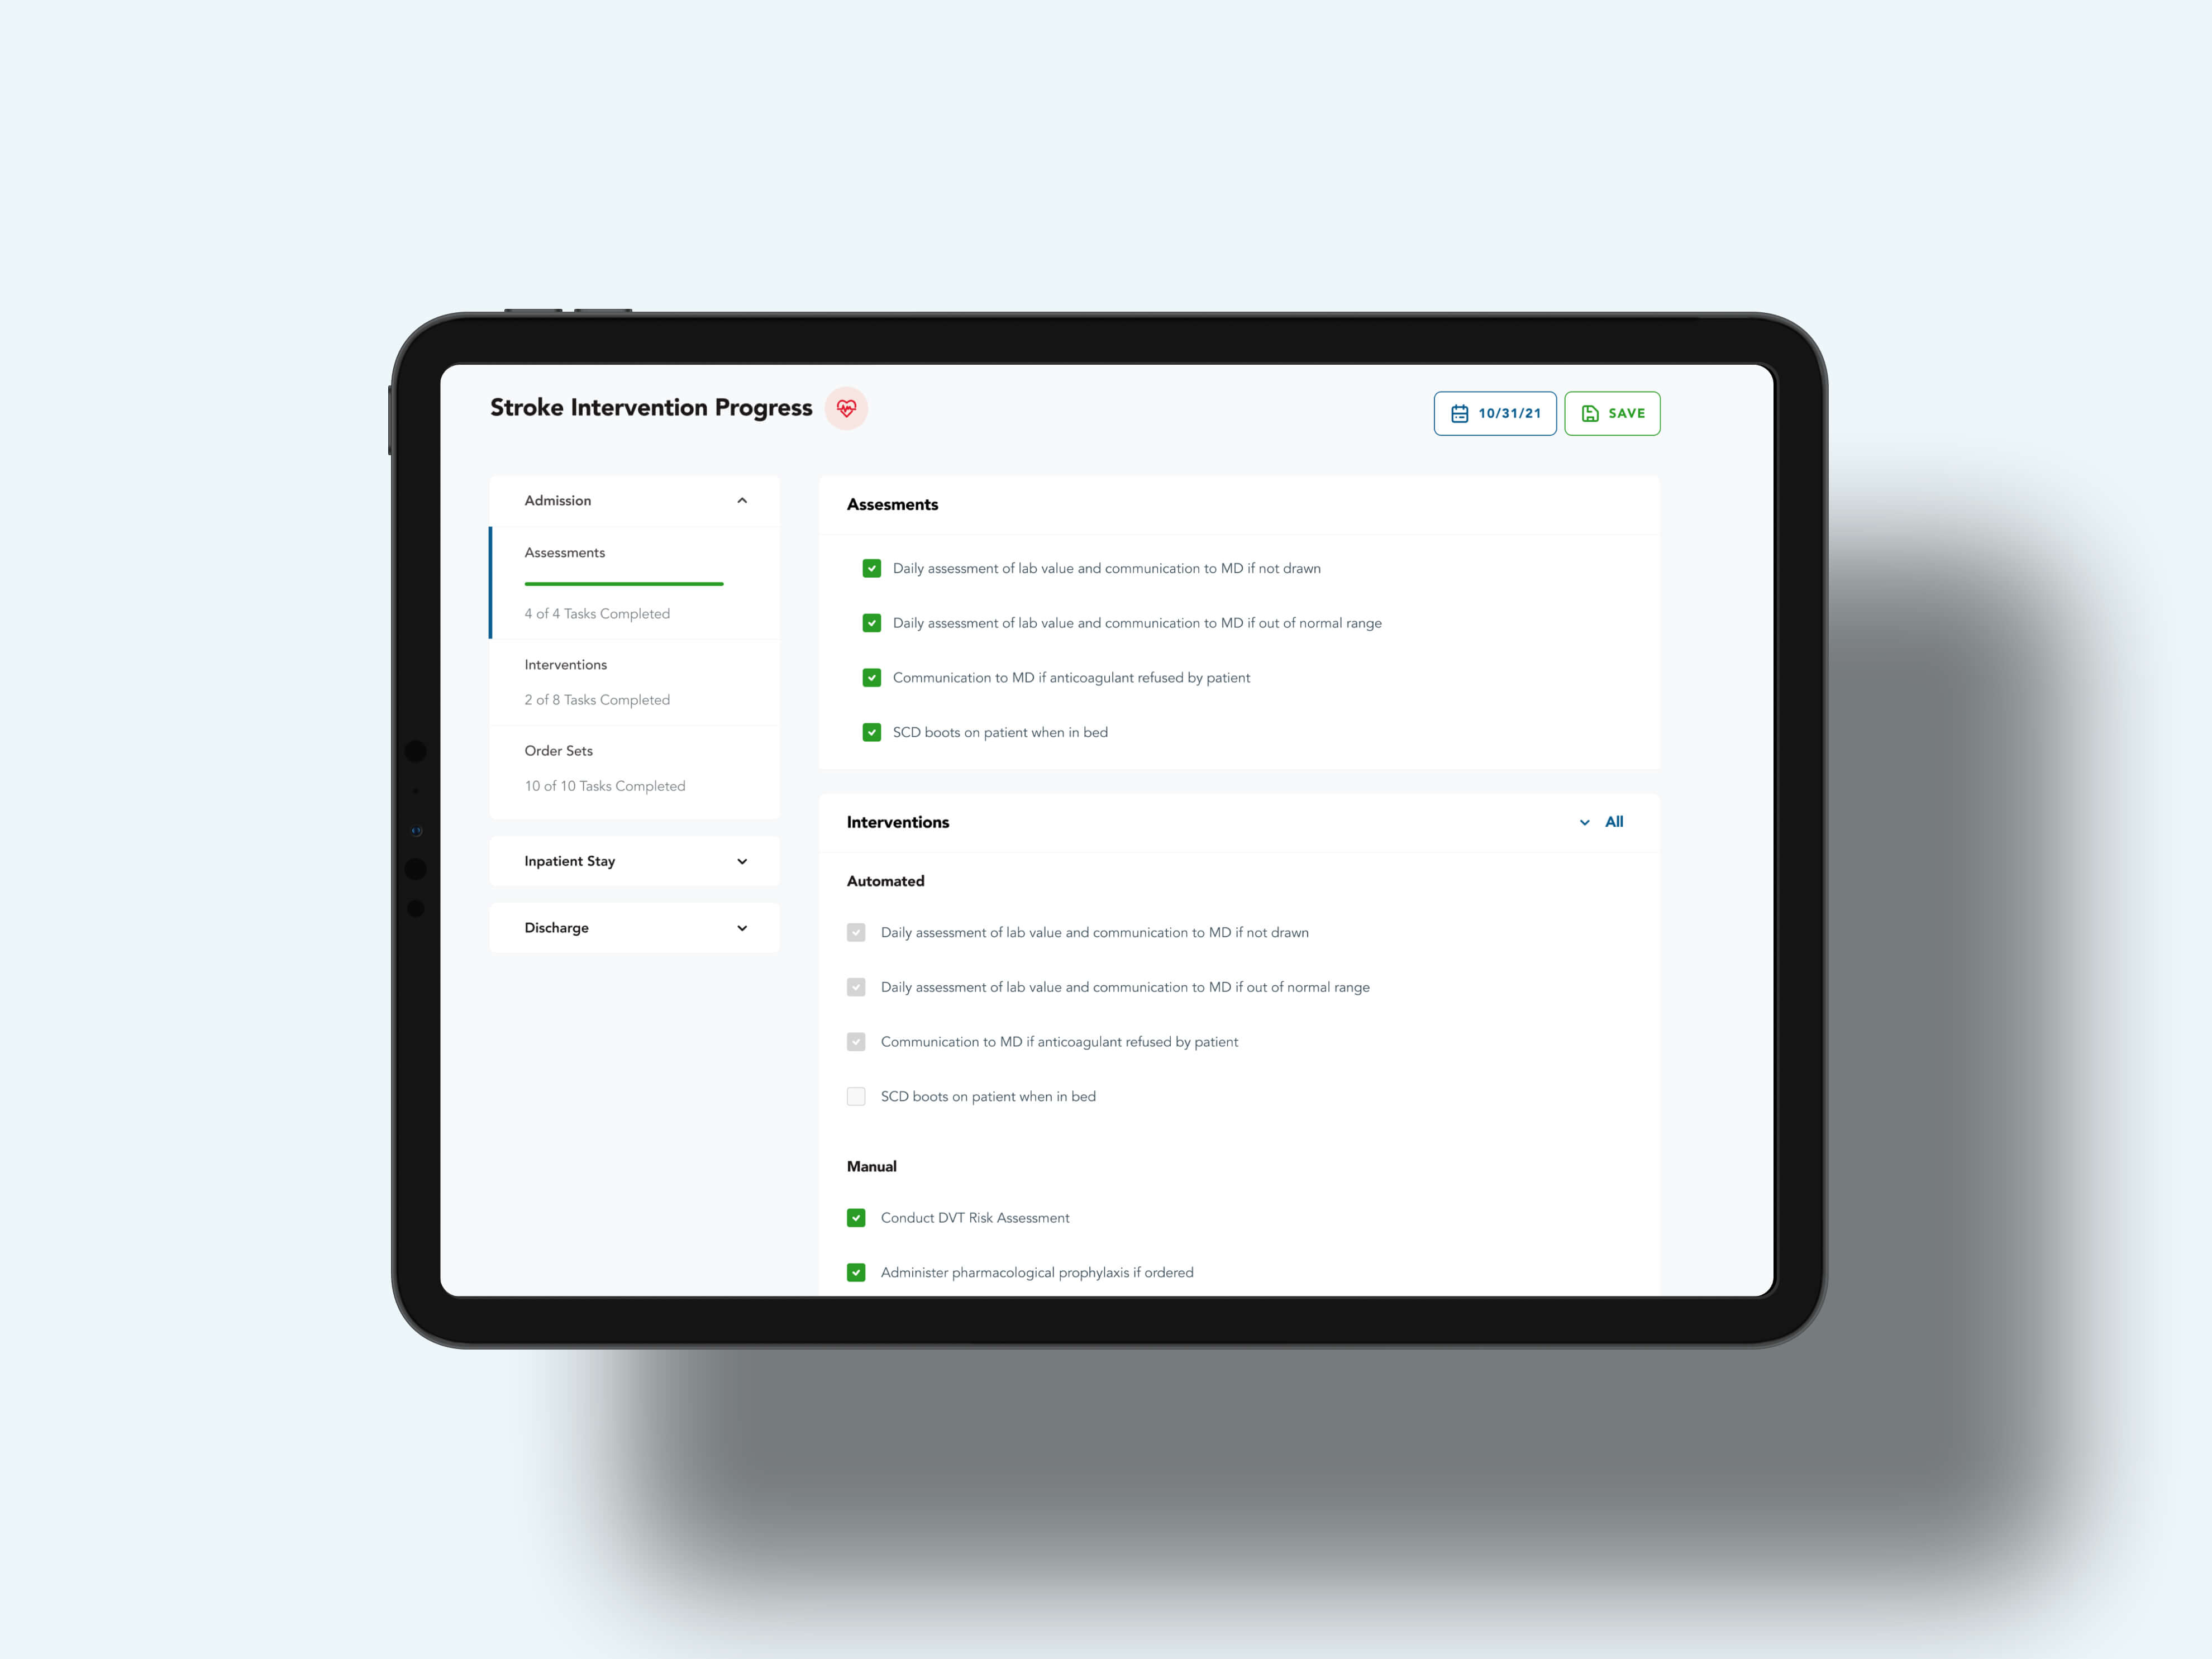 Stroke Intervention Progress
10/31/21
SAVE
Admission
Assessments
4 of 4 Tasks Completed
Interventions
2 of 8 Tasks Completed
Order Sets
10 of 10 Tasks Completed
Inpatient Stay
Discharge
Assesments
Daily assessment of lab value and communication to MD if not drawn
Daily assessment of lab value and communication to MD if out of normal range
Communication to MD if anticoagulant refused by patient
SCD boots on patient when in bed
Interventions
All
Automated
Daily assessment of lab value and communication to MD if not drawn
Daily assessment of lab value and communication to MD if out of normal range
Communication to MD if anticoagulant refused by patient
SCD boots on patient when in bed
Manual
Conduct DVT Risk Assessment
Administer pharmacological prophylaxis if ordered